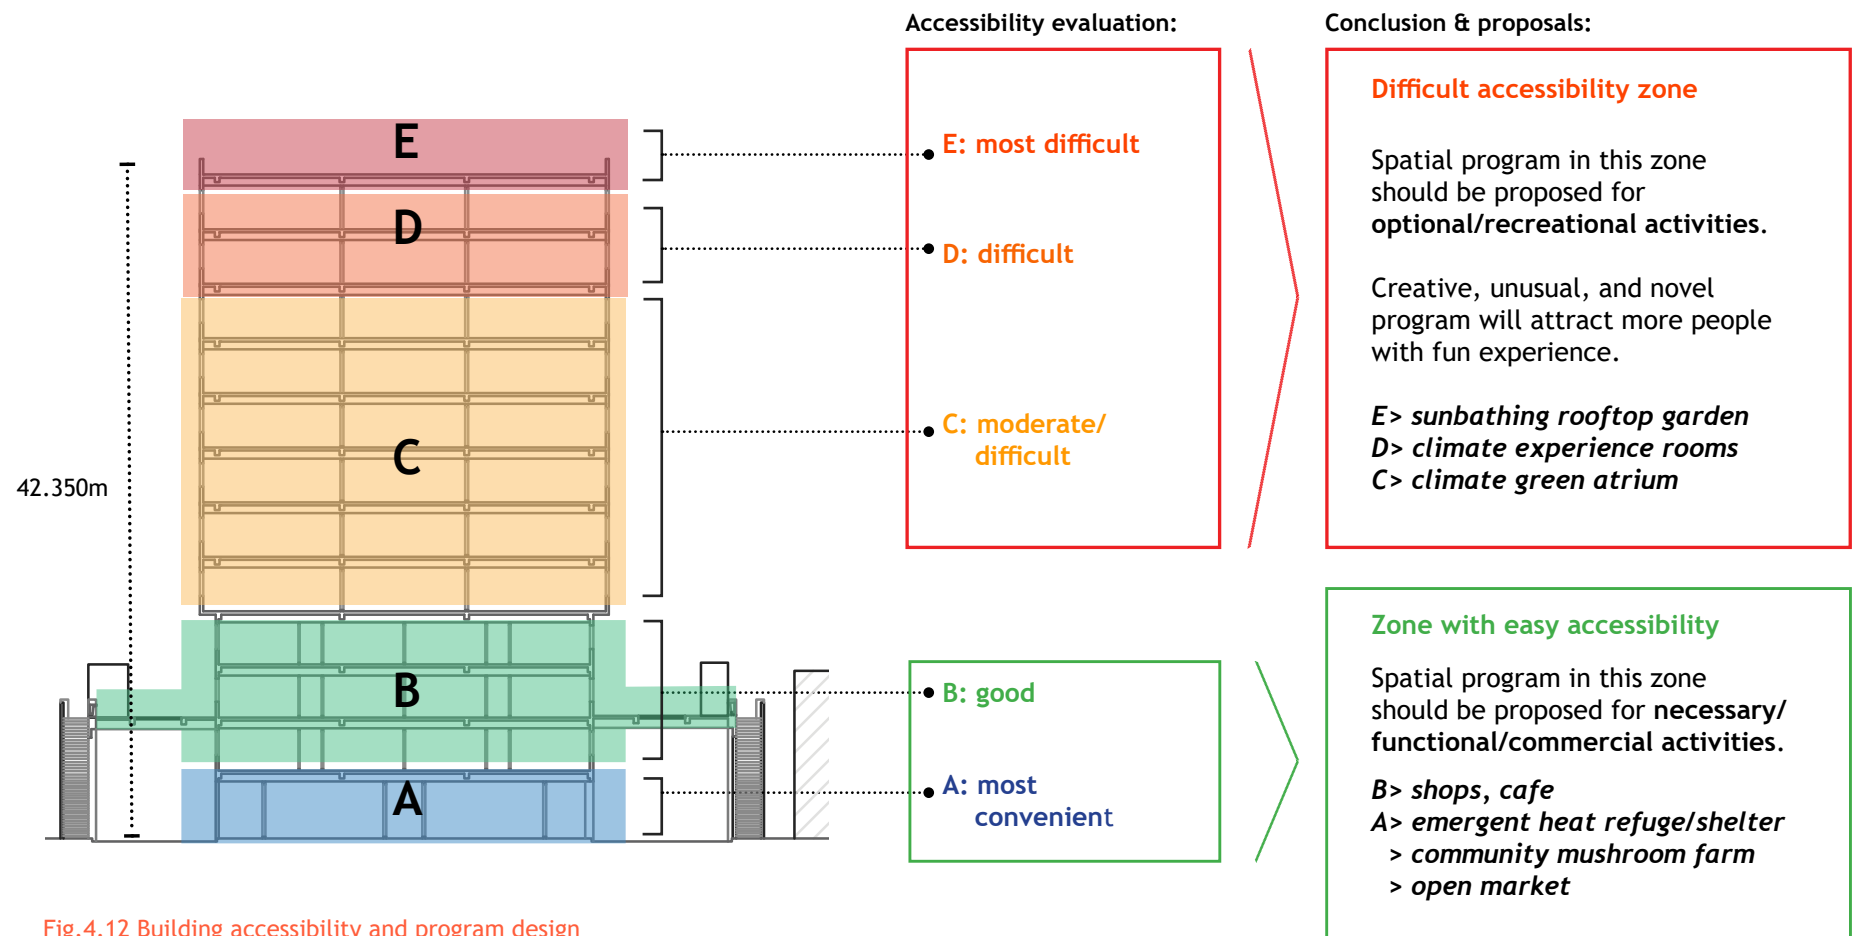 Accessibility evaluation:
Conclusion & proposals:
E
D
C
B
A
42.350m
E: most difficult
D: difficult
C: moderate/
difficult
B: good
A: most
convenient
Difficult accessibility zone
Spatial program in this zone
should be proposed for
optional/recreational activities.
Creative, unusual, and novel
program will attract more people
with fun experience.
E> sunbathing rooftop garden
D> climate experience rooms
C> climate green atrium
Zone with easy accessibility
Spatial program in this zone
should be proposed for necessary/
functional/commercial activities.
B> shops, cafe
A> emergent heat refuge/shelter
> community mushroom farm
> open market
Fig.4.12 Building accessibility and program design